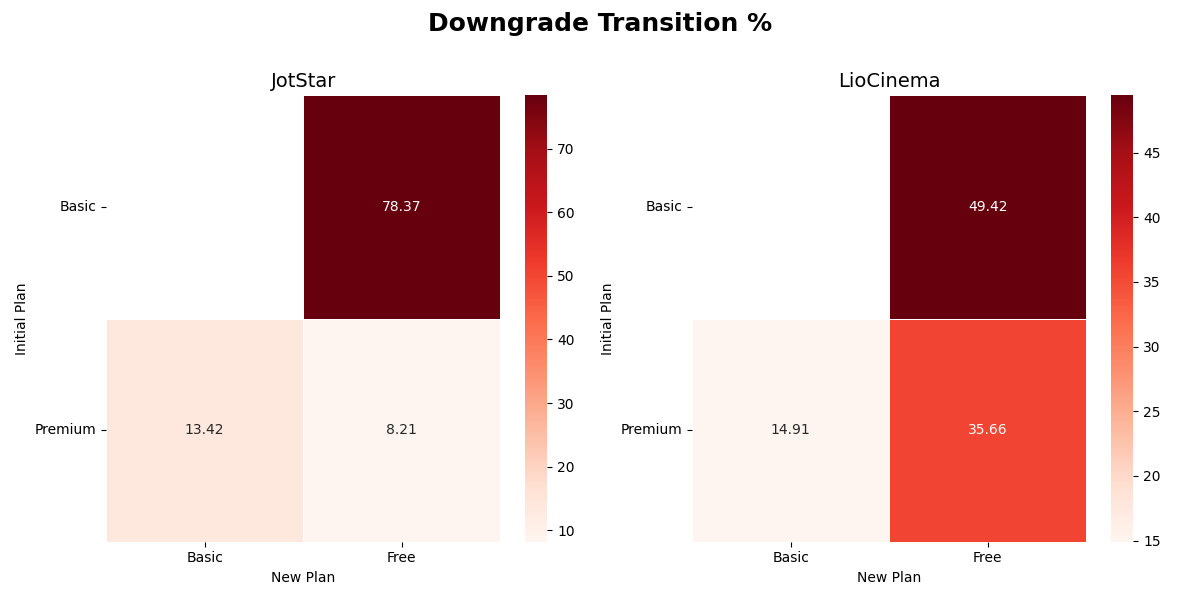 Downgrade Transition %
JotStar
Basic
78.37
Premium
13.42
8.21
Basic
Free
New Plan
Initial Plan
70
60
50
40
30
20
10
LioCinema
Basic
49.42
Premium
14.91
35.66
Basic
Free
New Plan
Initial Plan
45
40
35
30
25
20
15